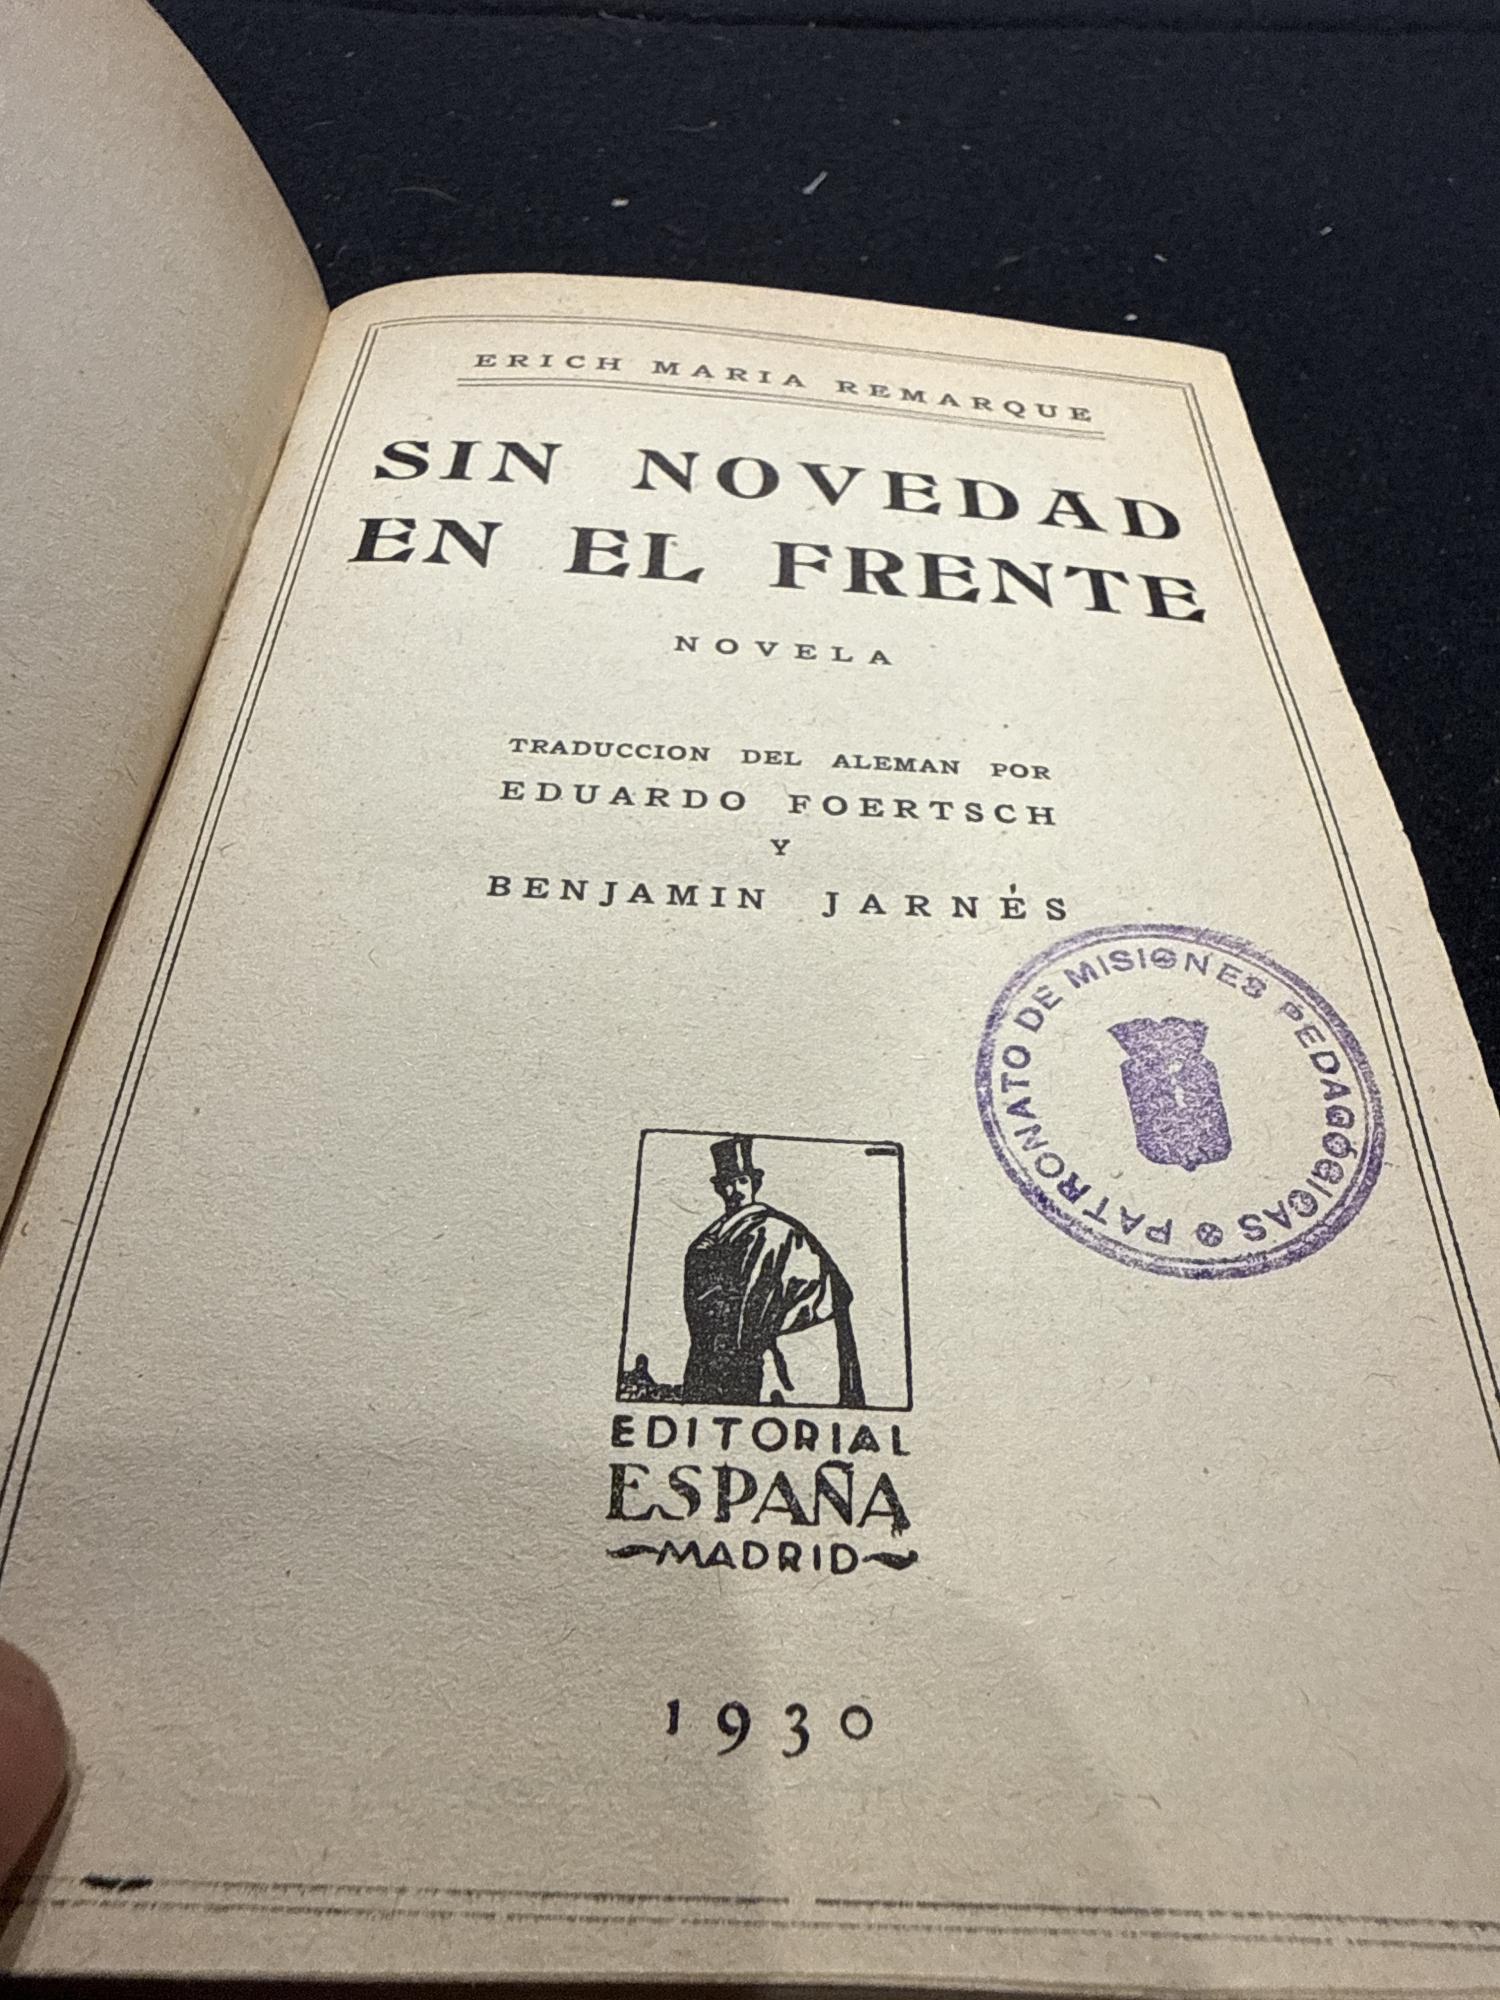 ERICH MARIA REMARQUE
SIN NOVEDAD
EN EL FRENTE
NOVELA
TRADUCCION DEL ALEMAN POR
EDUARDO FOERTSCH
Y
BENJAMIN JARNÉS
PATRONATO DE MISIONES PEDAGÓGICAS
EDITORIAL
ESPAÑA
MADRID
1930